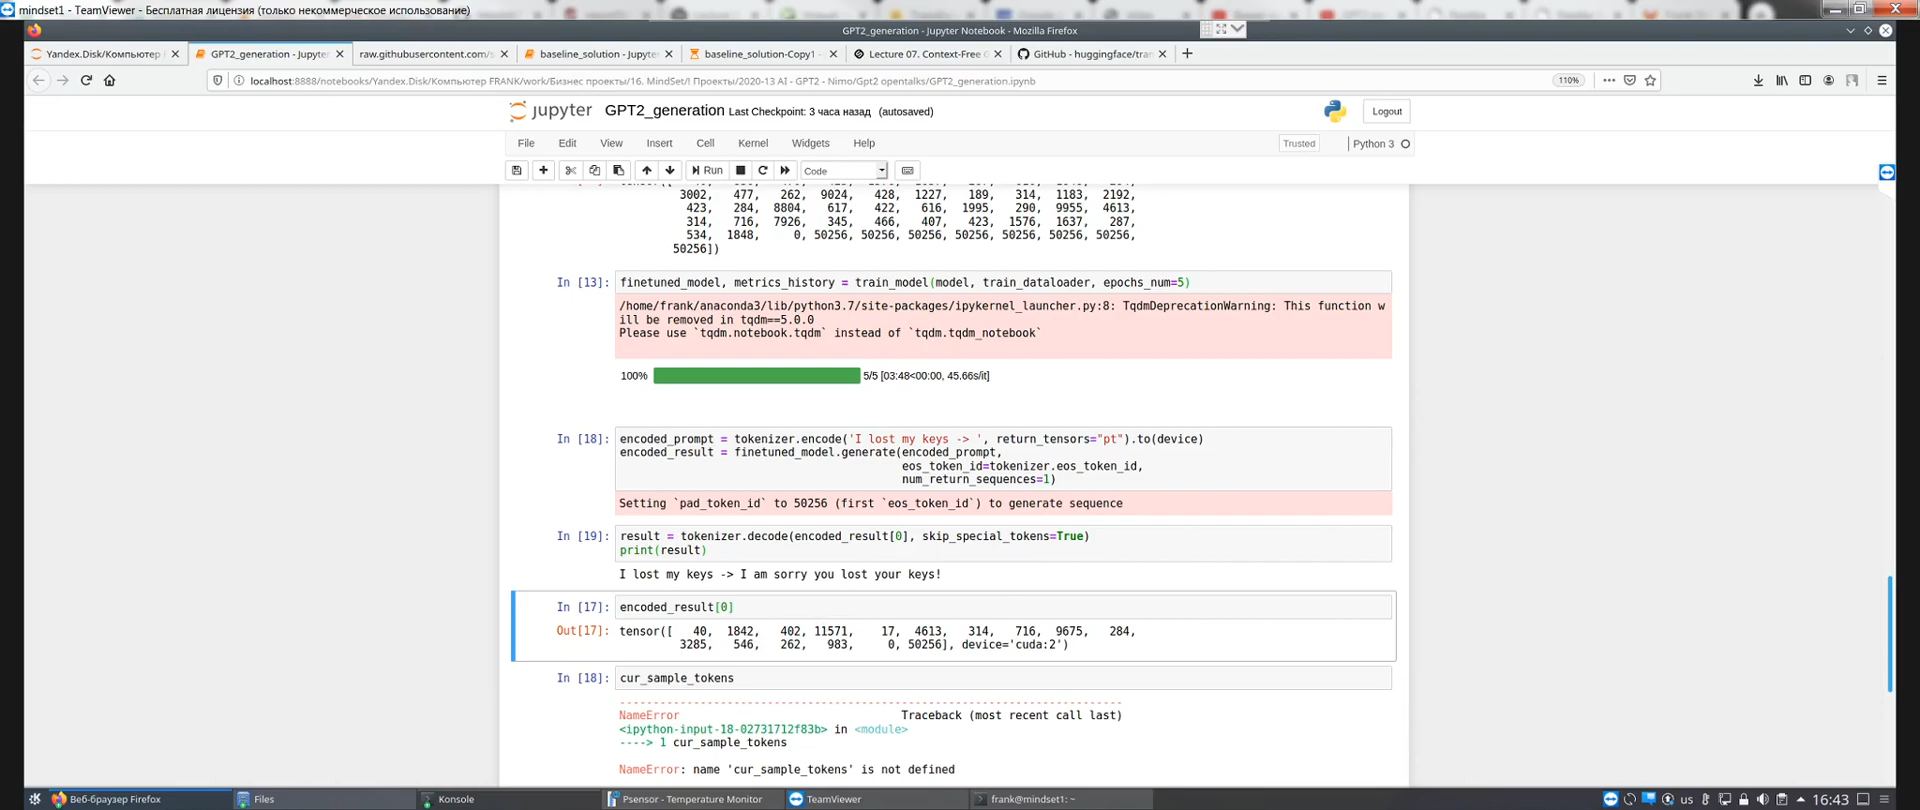 mindset1 - TeamViewer - Бесплатная лицензия (только некоммерческое использование)
GPT2_generation - Jupyter Notebook - Mozilla Firefox
Yandex.Disk/Компьютер
GPT2_generation - Jupyter
raw.githubusercontent.com/s
baseline_solution - Jupyte
baseline_solution-Copy1 -
Lecture 07. Context-Free G
GitHub - huggingface/tran
localhost:8888/notebooks/Yandex.Disk/Компьютер FRANK/work/Бизнес проекты/16. MindSet/! Проекты/2020-13 AI - GPT2 - Nimo/Gpt2 opentalks/GPT2_generation.ipynb
110%
jupyter GPT2_generation Last Checkpoint: 3 часа назад (autosaved)
Logout
File Edit View Insert Cell Kernel Widgets Help
Trusted
Python 3
Run
Code
3002, 477, 262, 9024, 428, 1227, 189, 314, 1183, 2192,
423, 284, 8804, 617, 422, 616, 1995, 290, 9955, 4613,
314, 716, 7926, 345, 466, 407, 423, 1576, 1637, 287,
534, 1848, 0, 50256, 50256, 50256, 50256, 50256, 50256, 50256,
50256])
In [13]: finetuned_model, metrics_history = train_model(model, train_dataloader, epochs_num=5)
/home/frank/anaconda3/lib/python3.7/site-packages/ipykernel_launcher.py:8: TqdmDeprecationWarning: This function w
ill be removed in tqdm==5.0.0
Please use `tqdm.notebook.tqdm` instead of `tqdm.tqdm_notebook`
100% 5/5 [03:48<00:00, 45.66s/it]
In [18]: encoded_prompt = tokenizer.encode('I lost my keys -> ', return_tensors="pt").to(device)
encoded_result = finetuned_model.generate(encoded_prompt,
eos_token_id=tokenizer.eos_token_id,
num_return_sequences=1)
Setting `pad_token_id` to 50256 (first `eos_token_id`) to generate sequence
In [19]: result = tokenizer.decode(encoded_result[0], skip_special_tokens=True)
print(result)
I lost my keys -> I am sorry you lost your keys!
In [17]: encoded_result[0]
Out[17]: tensor([ 40, 1842, 402, 11571, 17, 4613, 314, 716, 9675, 284,
3285, 546, 262, 983, 0, 50256], device='cuda:2')
In [18]: cur_sample_tokens
---------------------------------------------------------------------------
NameError Traceback (most recent call last)
<ipython-input-18-02731712f83b> in <module>
----> 1 cur_sample_tokens
NameError: name 'cur_sample_tokens' is not defined
Веб-браузер Firefox
Files
Konsole
Psensor - Temperature Monitor
TeamViewer
frank@mindset1: ~
us
16:43